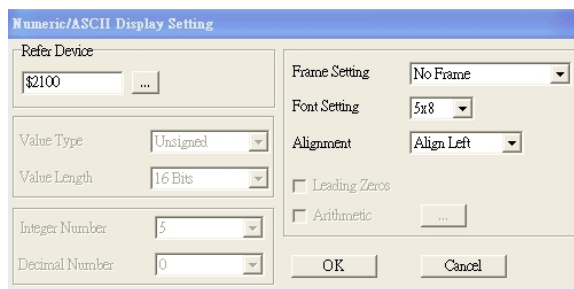 Numeric/ASCII Display Setting
Refer Device
$2100
...
Value Type
Unsigned
Value Length
16 Bits
Integer Number
5
Decimal Number
0
Frame Setting
No Frame
Font Setting
5x8
Alignment
Align Left
Leading Zeros
Arithmetic
...
OK
Cancel